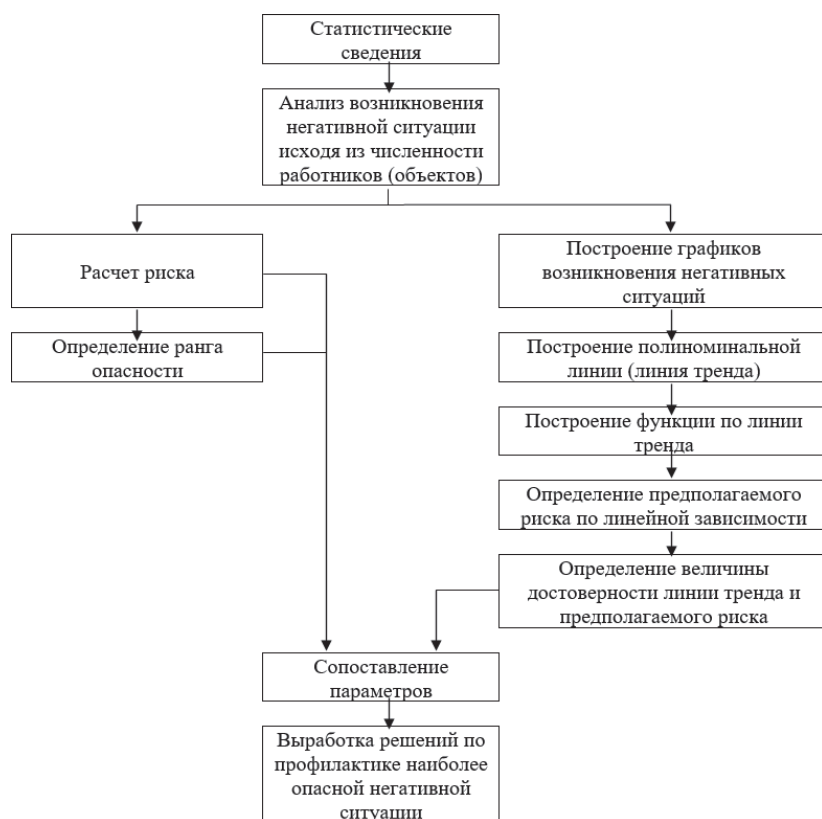 Статистические
сведения
Анализ возникновения
негативной ситуации
исходя из численности
работников (объектов)
Расчет риска
Определение ранга
опасности
Построение графиков
возникновения негативных
ситуаций
Построение полиноминальной
линии (линия тренда)
Построение функции по линии
тренда
Определение предполагаемого
риска по линейной зависимости
Определение величины
достоверности линии тренда и
предполагаемого риска
Сопоставление
параметров
Выработка решений по
профилактике наиболее
опасной негативной
ситуации